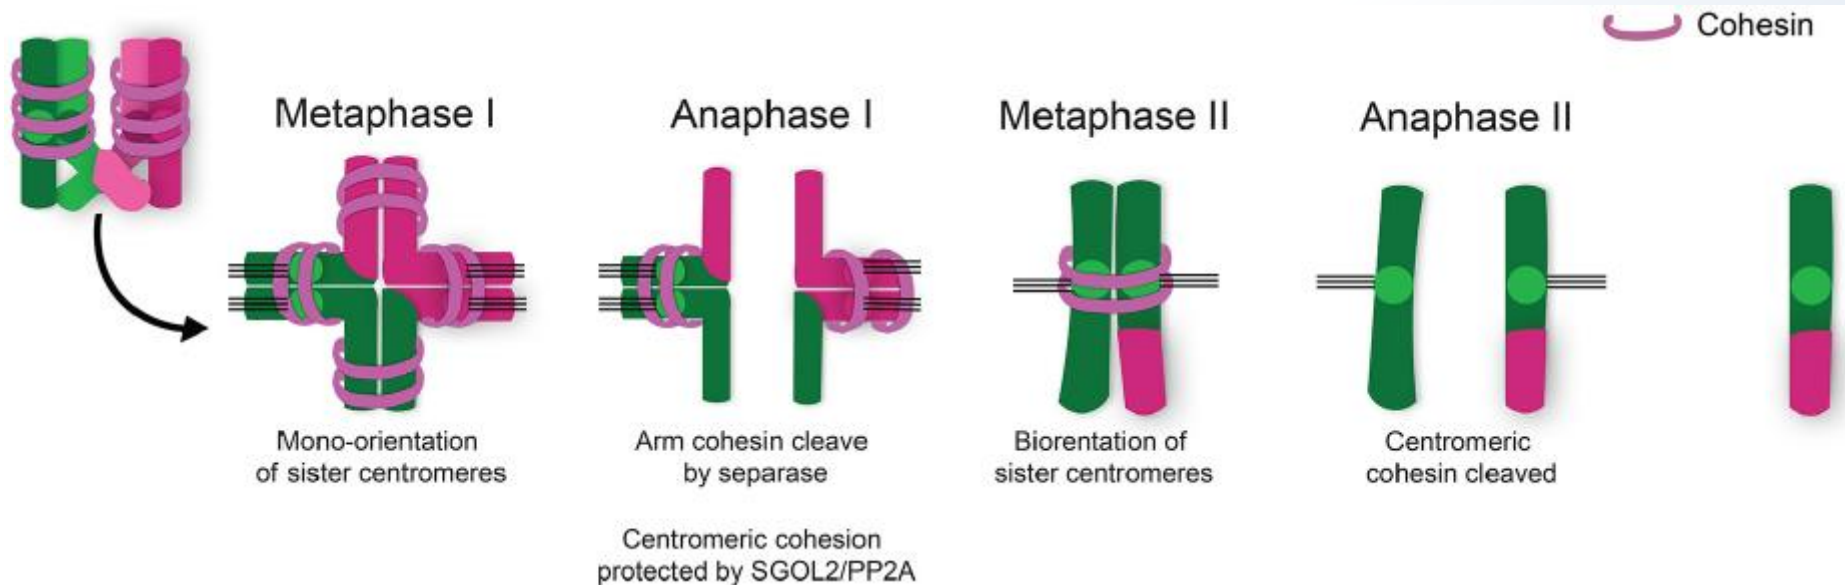 Cohesin
Metaphase I
Anaphase I
Metaphase II
Anaphase II
Mono-orientation
of sister centromeres
Arm cohesin cleave
by separase
Centromeric cohesion
protected by SGOL2/PP2A
Biorentation of
sister centromeres
Centromeric
cohesin cleaved